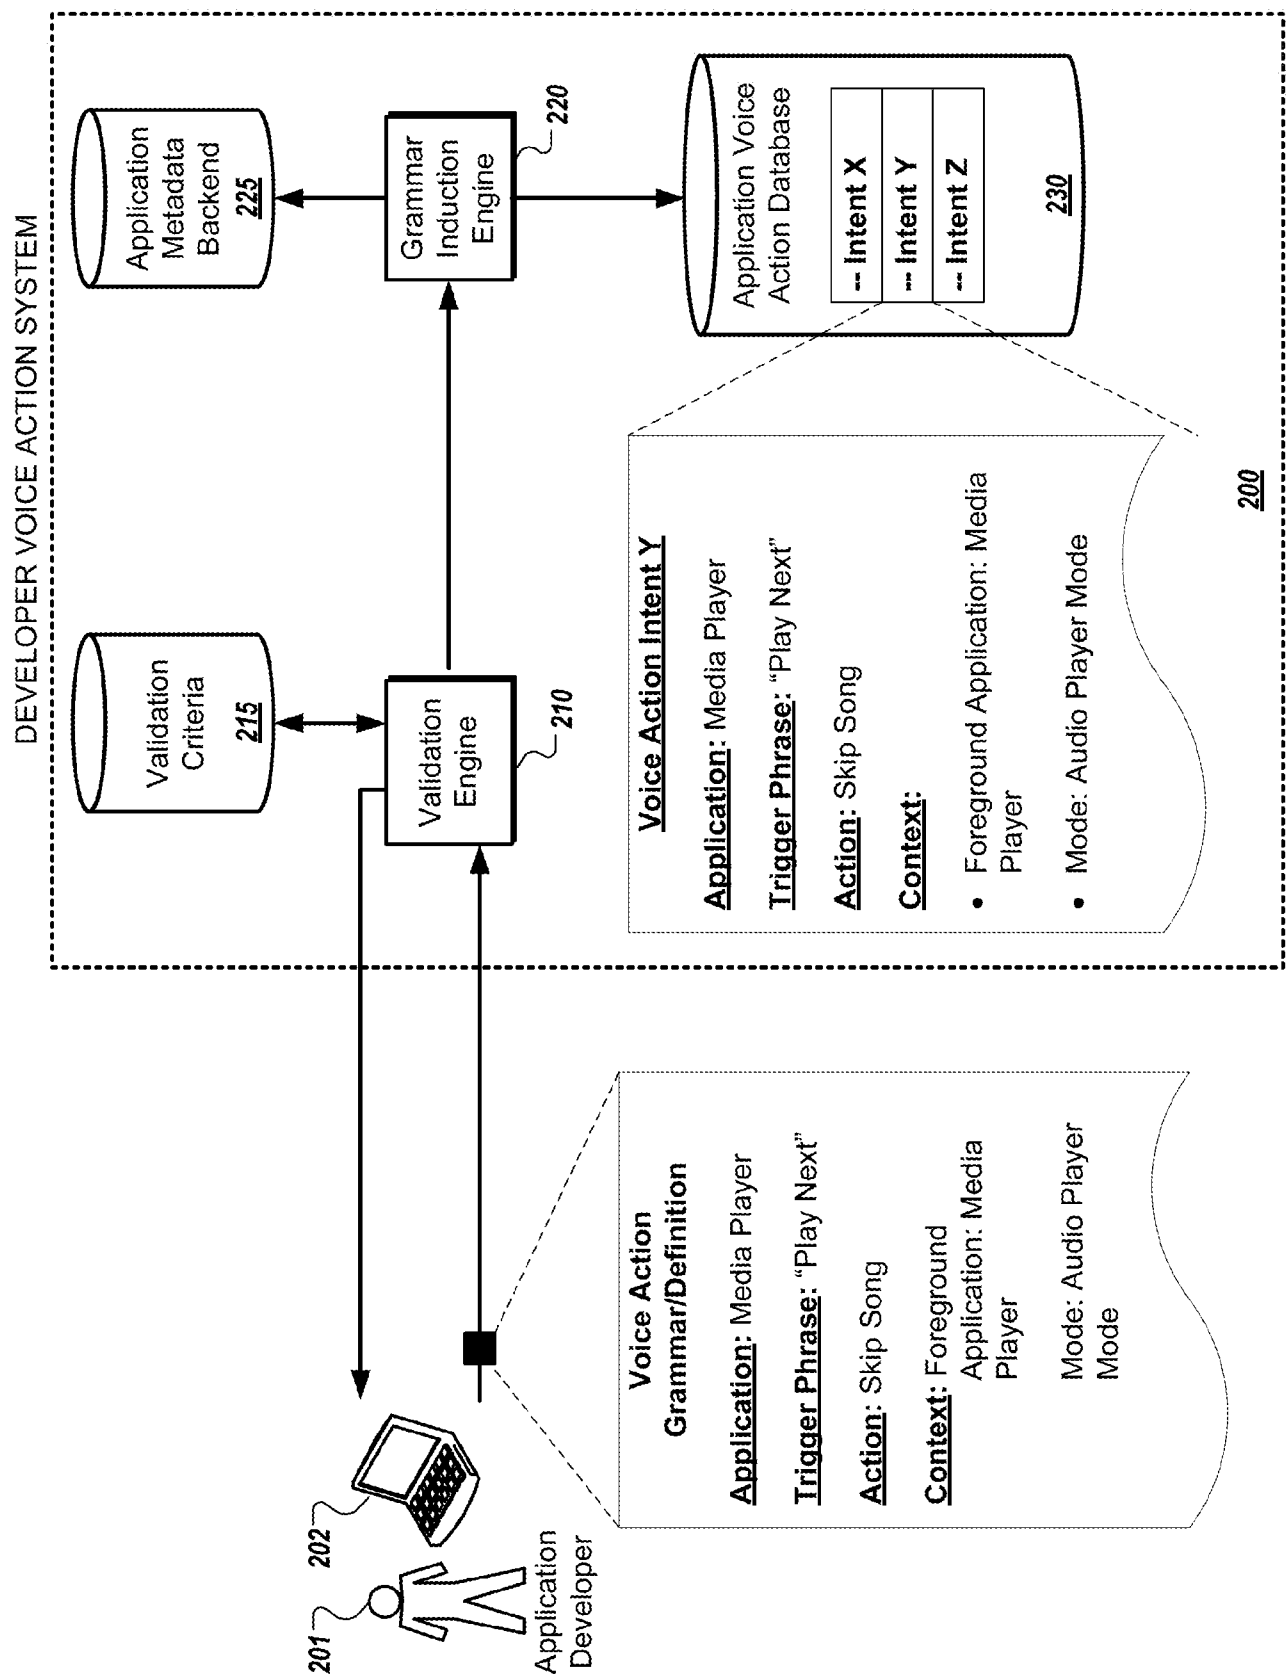 DEVELOPER VOICE ACTION SYSTEM
201
Application
Developer
202
Validation
Criteria
215
Validation
Engine
210
Application
Metadata
Backend
225
Grammar
Induction
Engine
220
Voice Action
Grammar/Definition
Application: Media Player
Trigger Phrase: “Play Next”
Action: Skip Song
Context: Foreground
Application: Media
Player
Mode: Audio Player
Mode
Voice Action Intent Y
Application: Media Player
Trigger Phrase: “Play Next”
Action: Skip Song
Context:
• Foreground Application: Media
Player
• Mode: Audio Player Mode
Application Voice
Action Database
-- Intent X
--- Intent Y
-- Intent Z
230
200